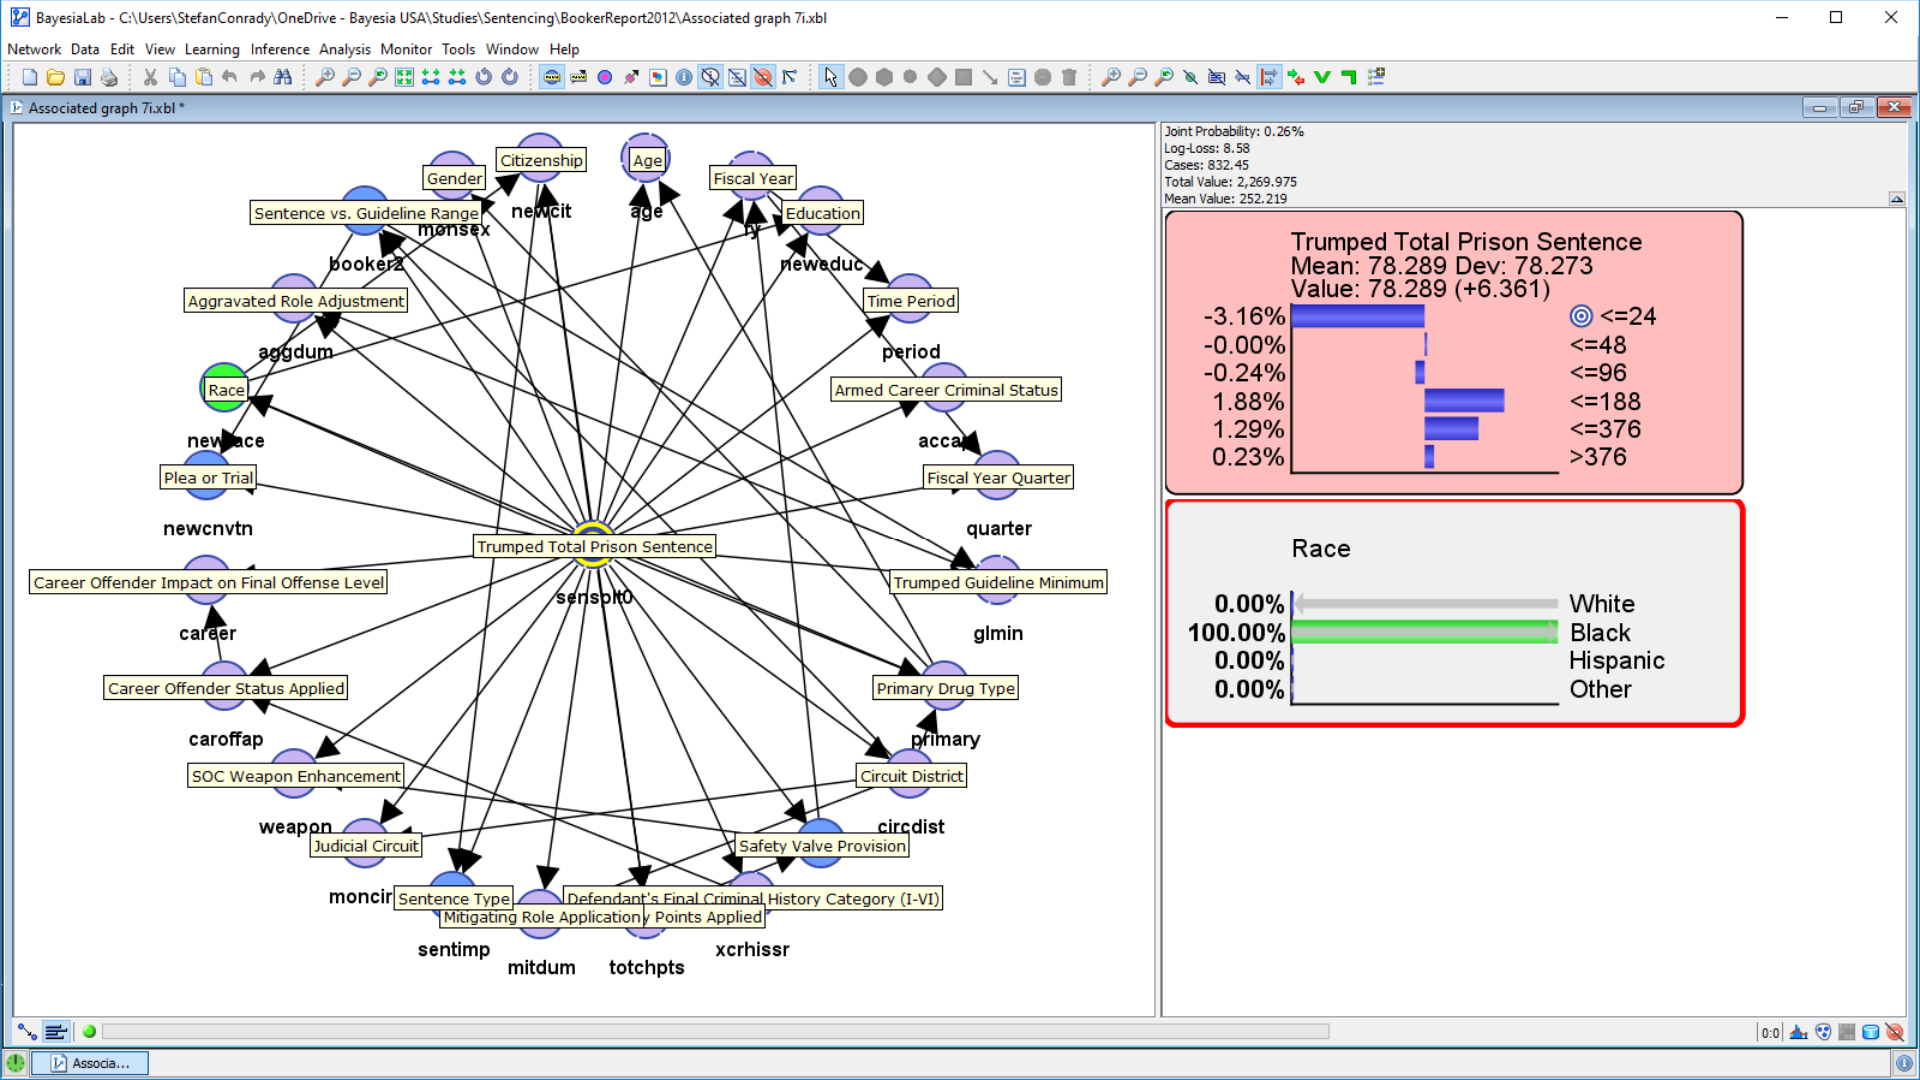 BayesiaLab - C:\Users\StefanConrady\OneDrive - Bayesia USA\Studies\Sentencing\BookerReport2012\Associated graph 7i.xbl
Network Data Edit View Learning Inference Analysis Monitor Tools Window Help
Associated graph 7i.xbl *
Citizenship
newcit
Age
age
Gender
monsex
Fiscal Year
fy
Sentence vs. Guideline Range
booker2
Education
neweduc
Aggravated Role Adjustment
aggdum
Time Period
period
Race
Armed Career Criminal Status
Plea or Trial
newcnvtn
Fiscal Year Quarter
quarter
Trumped Total Prison Sentence
sensplt0
Career Offender Impact on Final Offense Level
career
Trumped Guideline Minimum
glmin
Career Offender Status Applied
caroffap
Primary Drug Type
primary
SOC Weapon Enhancement
weapon
Circuit District
circdist
Judicial Circuit
moncir
Safety Valve Provision
Sentence Type
sentimp
Defendant's Final Criminal History Category (I-VI)
xcrhissr
Mitigating Role Application
mitdum
y Points Applied
totchpts
Joint Probability: 0.26%
Log-Loss: 8.58
Cases: 832.45
Total Value: 2,269.975
Mean Value: 252.219
Trumped Total Prison Sentence
Mean: 78.289 Dev: 78.273
Value: 78.289 (+6.361)
-3.16% <=24
-0.00% <=48
-0.24% <=96
1.88% <=188
1.29% <=376
0.23% >376
Race
0.00% White
100.00% Black
0.00% Hispanic
0.00% Other
0:0
Associa...